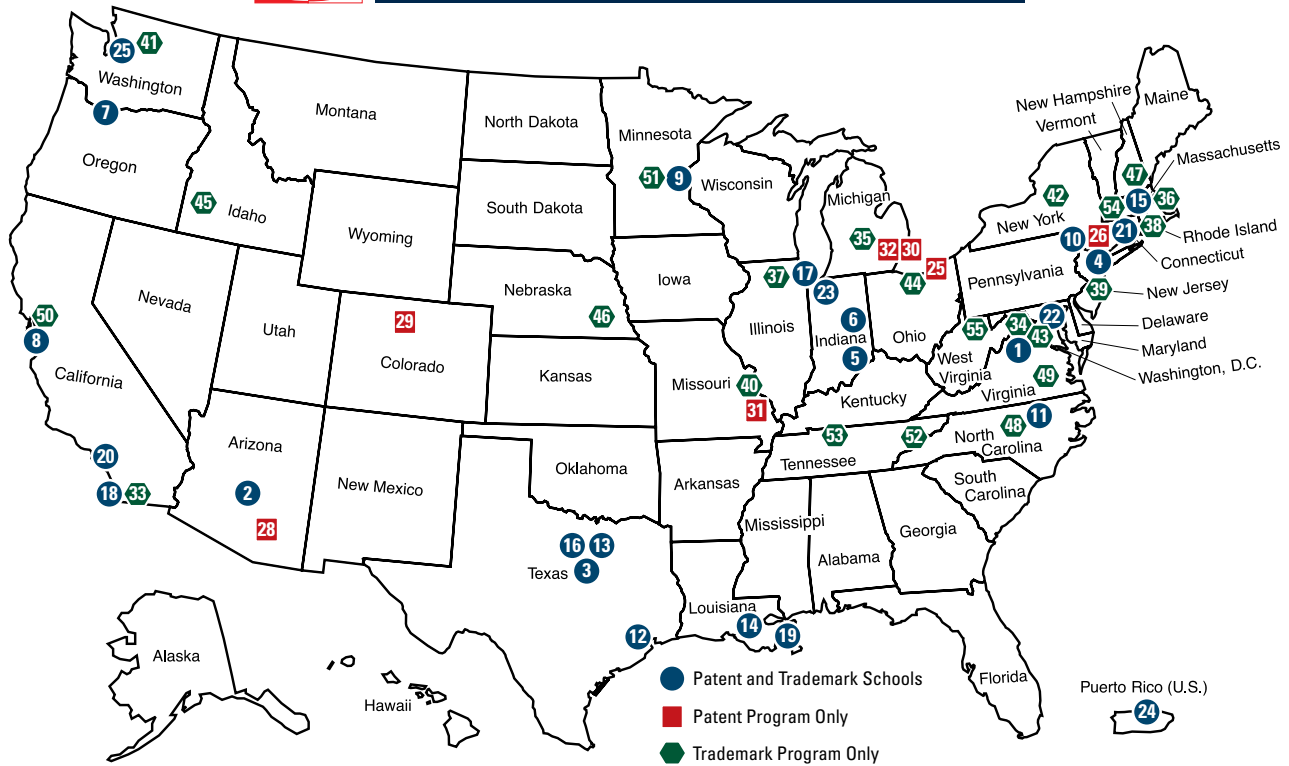 41
25
Washington
7
Oregon
Montana
North Dakota
Minnesota
51
9
Wisconsin
South Dakota
45
Idaho
Wyoming
Michigan
35
32
30
25
44
New Hampshire
Vermont
Maine
Massachusetts
47
42
New York
54
15
36
10
26
21
38
Rhode Island
Connecticut
4
Pennsylvania
39
New Jersey
Delaware
Maryland
Washington, D.C.
50
8
California
Nevada
Utah
29
Colorado
Nebraska
46
Iowa
Kansas
37
17
23
Illinois
6
Indiana
5
Ohio
55
34
22
43
1
West
Virginia
49
Virginia
Missouri
40
31
Kentucky
53
52
Tennessee
48
11
North
Carolina
South
Carolina
20
18
33
Arizona
2
28
New Mexico
Oklahoma
Arkansas
Mississippi
Alabama
Georgia
16
13
Texas
3
12
Louisiana
14
19
Florida
Alaska
Hawaii
Puerto Rico (U.S.)
24
Patent and Trademark Schools
Patent Program Only
Trademark Program Only